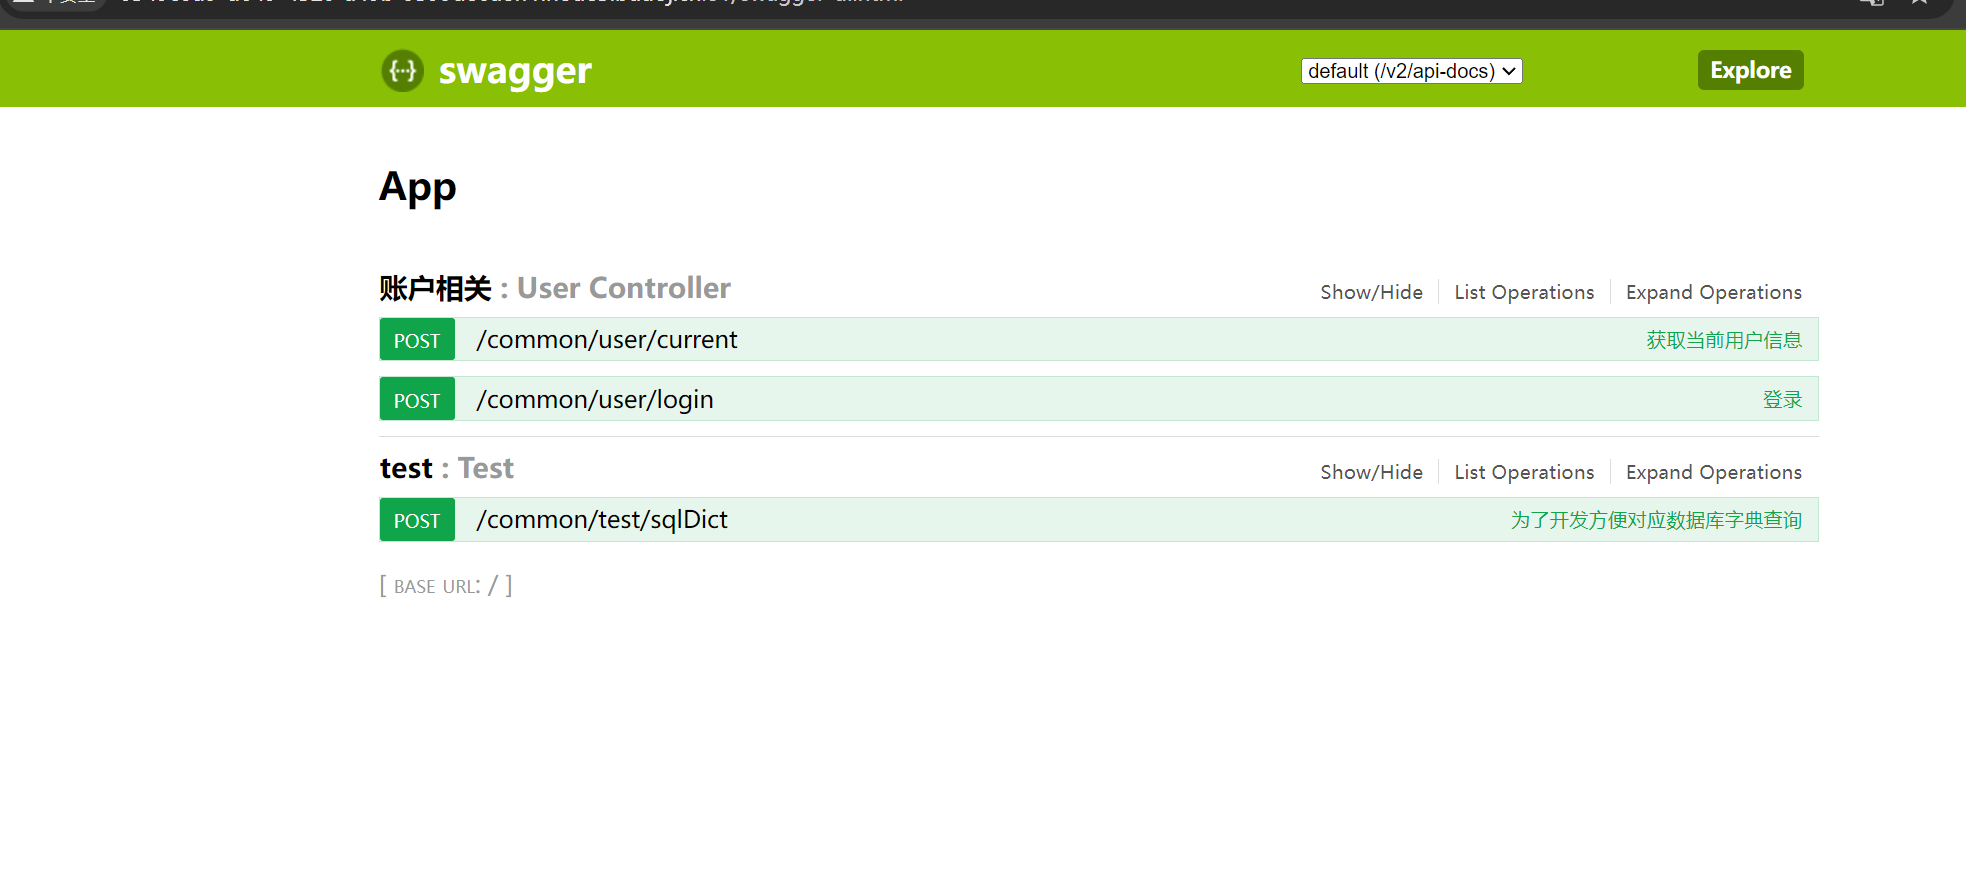 swagger
default (/v2/api-docs)
Explore
App
账户相关 : User Controller
Show/Hide
List Operations
Expand Operations
POST
/common/user/current
获取当前用户信息
POST
/common/user/login
登录
test : Test
Show/Hide
List Operations
Expand Operations
POST
/common/test/sqlDict
为了开发方便对应数据库字典查询
[ BASE URL: / ]